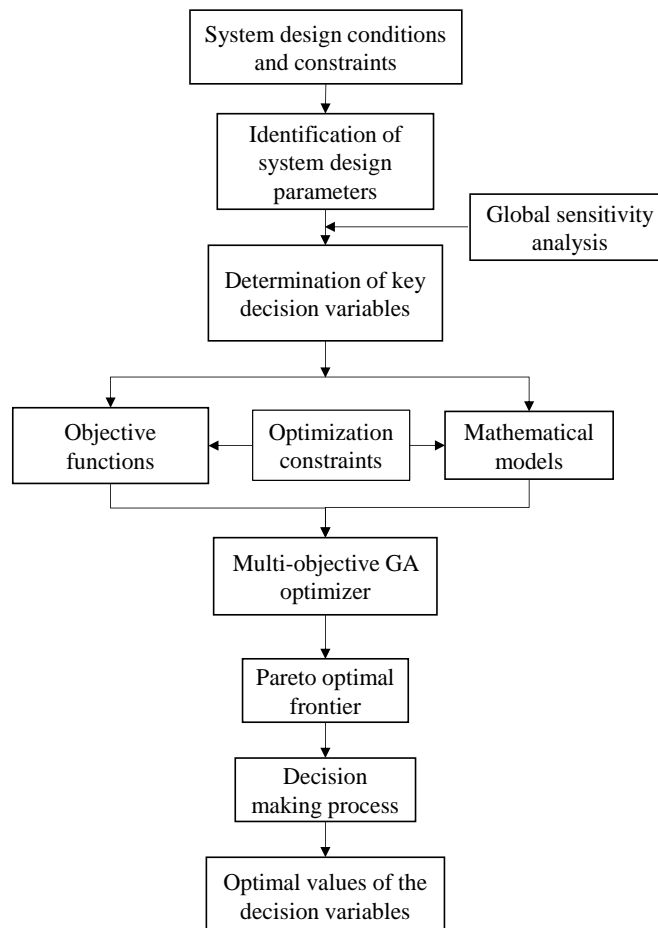 System design conditions
and constraints
Identification of
system design
parameters
Global sensitivity
analysis
Determination of key
decision variables
Objective
functions
Optimization
constraints
Mathematical
models
Multi-objective GA
optimizer
Pareto optimal
frontier
Decision
making process
Optimal values of the
decision variables